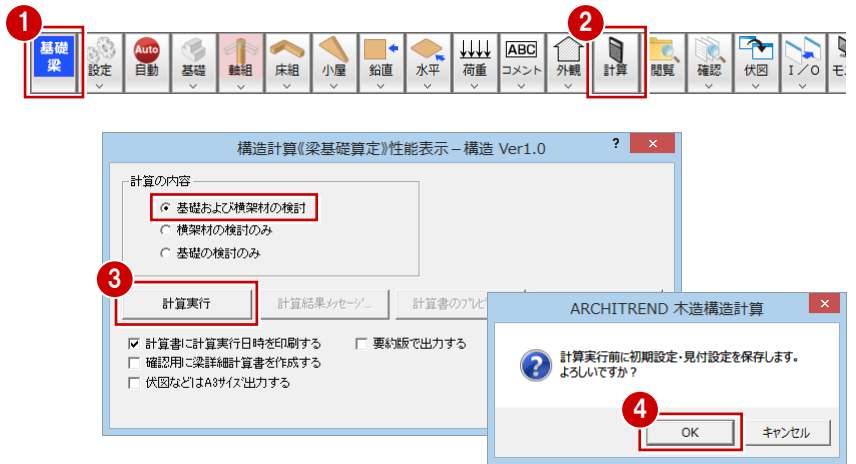 1
2
基礎
梁
設定
Auto
自動
基礎
軸組
床組
小屋
鉛直
水平
荷重
ABC
コメント
外観
計算
閲覧
確認
伏図
I/O
構造計算《梁基礎算定》性能表示-構造 Ver1.0
? ×
計算の内容
基礎および横架材の検討
横架材の検討のみ
基礎の検討のみ
3
計算実行
計算結果メッセージ...
計算書のプレビ
計算書に計算実行日時を印刷する
要約版で出力する
確認用に梁詳細計算書を作成する
伏図などはA3サイズ出力する
ARCHITREND 木造構造計算
×
計算実行前に初期設定・見付設定を保存します。
よろしいですか?
4
OK
キャンセル